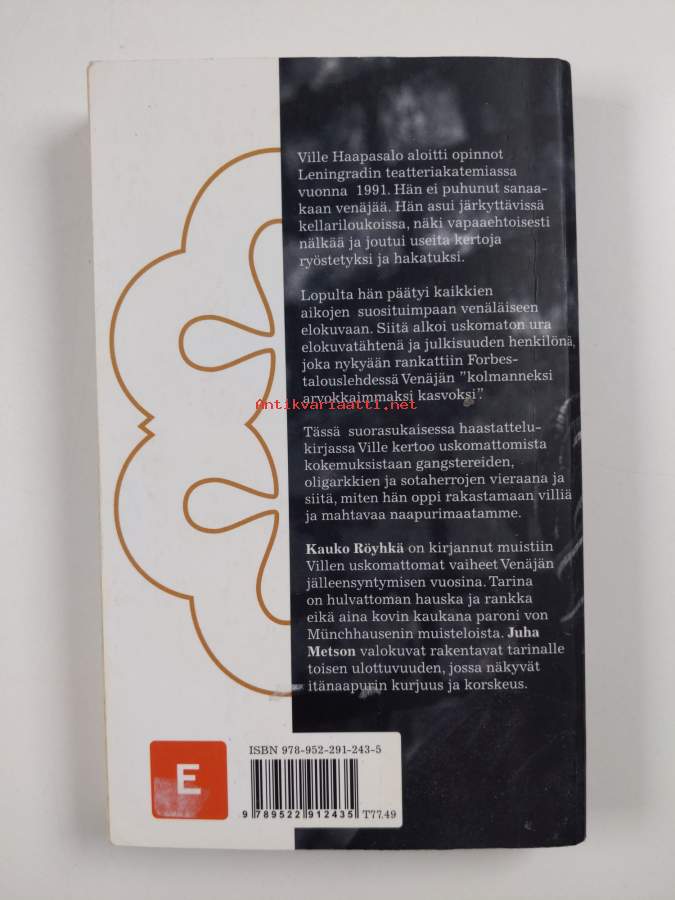 Ville Haapasalo aloitti opinnot
Leningradin teatteriakatemiassa
vuonna 1991. Hän ei puhunut sanaa-
kaan venäjää. Hän asui järkyttävissä
kellariloukoissa, näki vapaaehtoisesti
nälkää ja joutui useita kertoja
ryöstetyksi ja hakatuksi.
Lopulta hän päätyi kaikkien
aikojen suosituimpaan venäläiseen
elokuvaan. Siitä alkoi uskomaton ura
elokuvatähtenä ja julkisuuden henkilönä,
joka nykyään rankattiin Forbes-
talouslehdessä Venäjän "kolmanneksi
arvokkaimmaksi kasvoksi".
Antikvariaatti.net
Tässä suorasukaisessa haastattelu-
kirjassa Ville kertoo uskomattomista
kokemuksistaan gangstereiden,
oligarkkien ja sotaherrojen vieraana ja
siitä, miten hän oppi rakastamaan villiä
ja mahtavaa naapurimaatamme.
Kauko Röyhkä on kirjannut muistiin
Villen uskomattomat vaiheet Venäjän
jälleensyntymisen vuosina. Tarina
on hulvattoman hauska ja rankka
eikä aina kovin kaukana paroni von
Münchhausenin muisteloista. Juha
Metson valokuvat rakentavat tarinalle
toisen ulottuvuuden, jossa näkyvät
itänaapurin kurjuus ja korskeus.
E
ISBN 978-952-291-243-5
9 789522 912435 T77.49